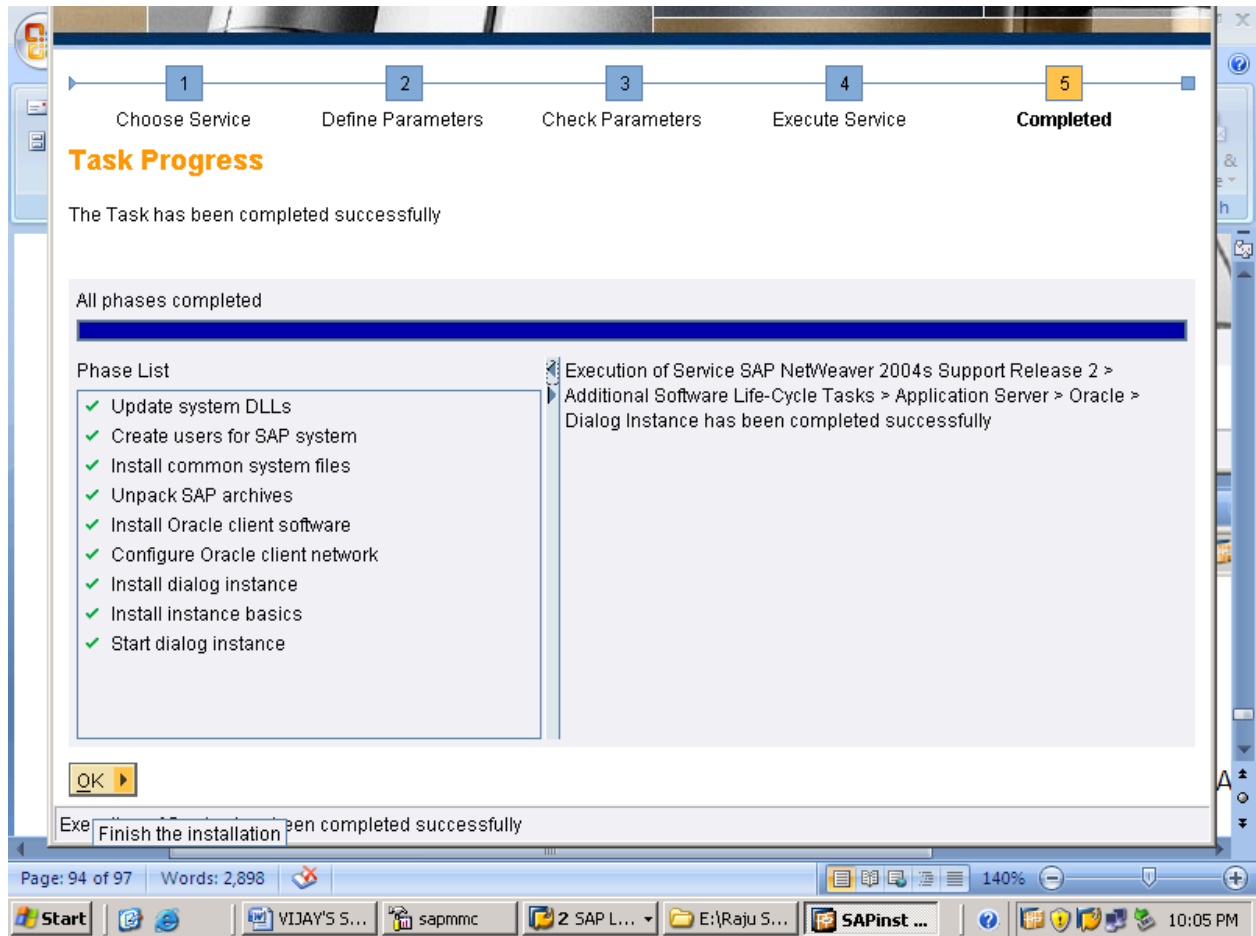 1
2
3
4
5
Choose Service
Define Parameters
Check Parameters
Execute Service
Completed
Task Progress
The Task has been completed successfully
All phases completed
Phase List
Update system DLLs
Create users for SAP system
Install common system files
Unpack SAP archives
Install Oracle client software
Configure Oracle client network
Install dialog instance
Install instance basics
Start dialog instance
Execution of Service SAP NetWeaver 2004s Support Release 2 >
Additional Software Life-Cycle Tasks > Application Server > Oracle >
Dialog Instance has been completed successfully
OK
Finish the installation
completed successfully
&
h
A
Page: 94 of 97
Words: 2,898
140%
Start
VIJAY'S S...
sapmmc
2 SAP L...
E:\Raju S...
SAPinst ...
10:05 PM